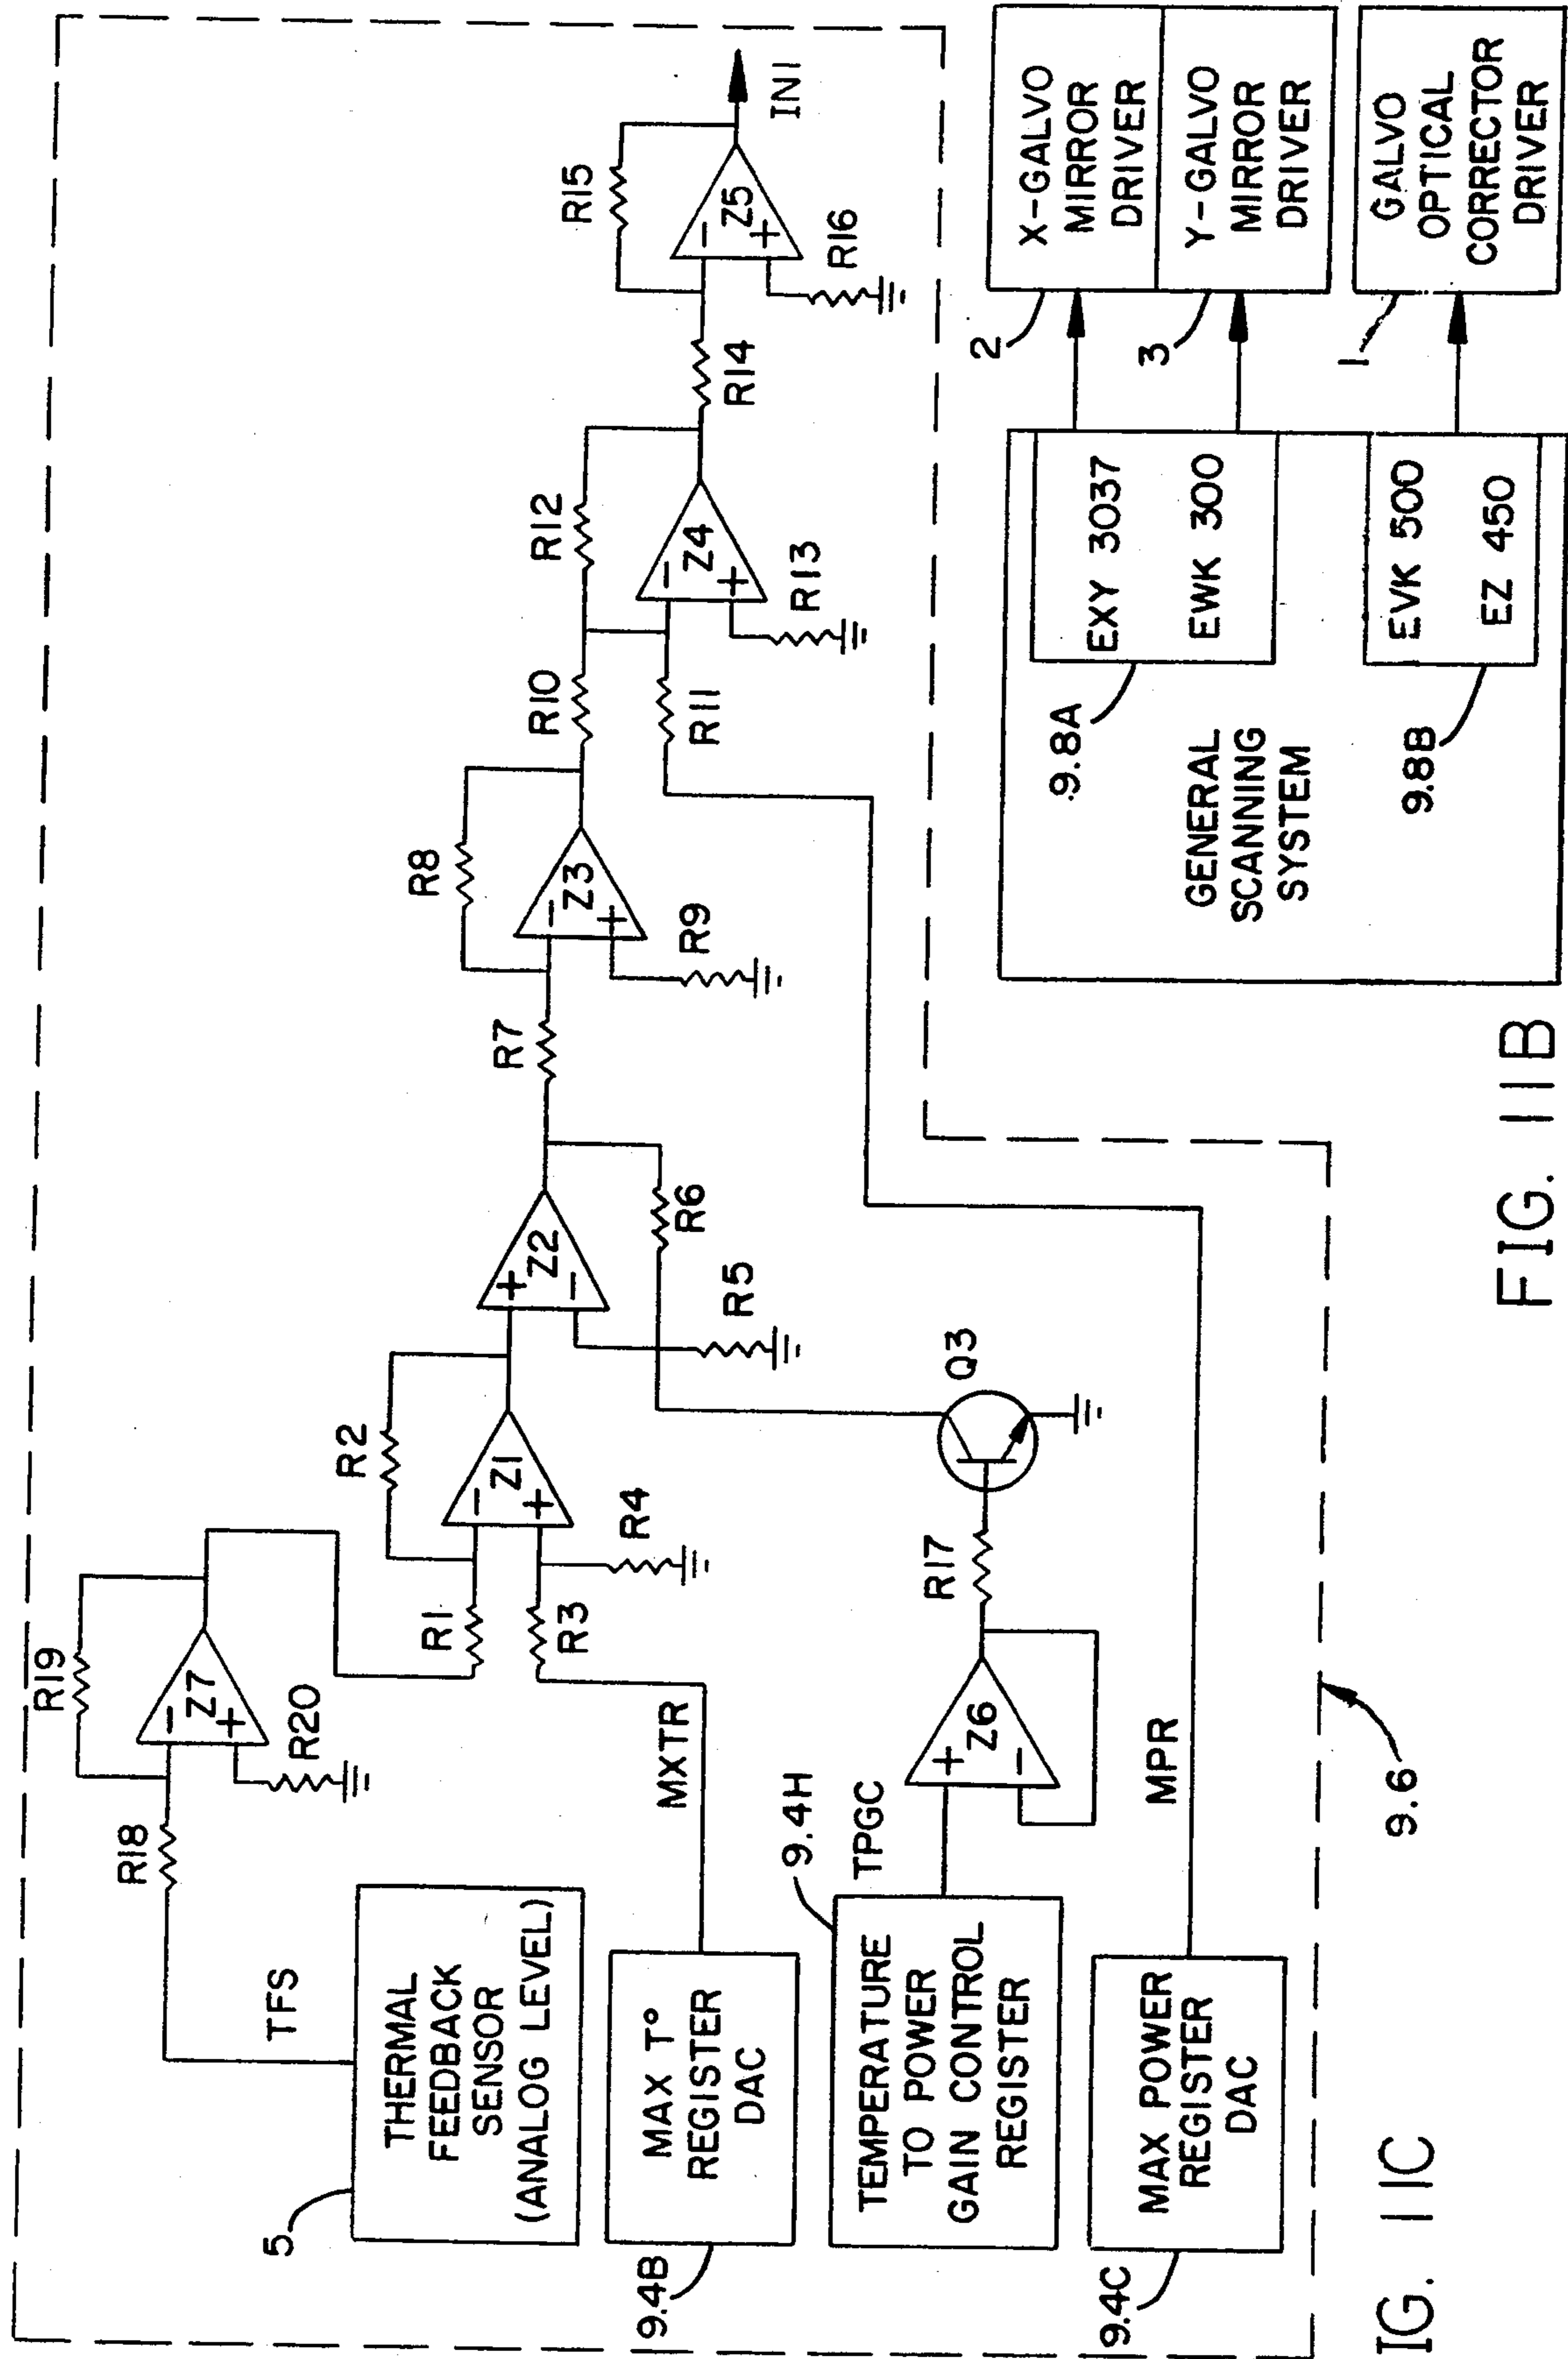 R19
Z7
−
+
R18
R20
TFS
THERMAL
FEEDBACK
SENSOR
(ANALOG LEVEL)
5
R1
R2
Z1
−
+
R3
R4
MXTR
MAX T°
REGISTER
DAC
9.4B
Z2
+
−
R5
R6
R7
R8
Z3
−
+
R9
R10
R11
R12
Z4
−
+
R13
R14
R15
Z5
−
+
R16
IN1
9.4H
TPGC
TEMPERATURE
TO POWER
GAIN CONTROL
REGISTER
Z6
+
−
R17
Q3
MAX POWER
REGISTER
DAC
9.4C
MPR
9.6
IG. 11C
GENERAL
SCANNING
SYSTEM
9.8A
EXY 3037
EWK 300
9.8B
EVK 500
EZ 450
2
X-GALVO
MIRROR
DRIVER
3
Y-GALVO
MIRROR
DRIVER
1
GALVO
OPTICAL
CORRECTOR
DRIVER
FIG. 11B